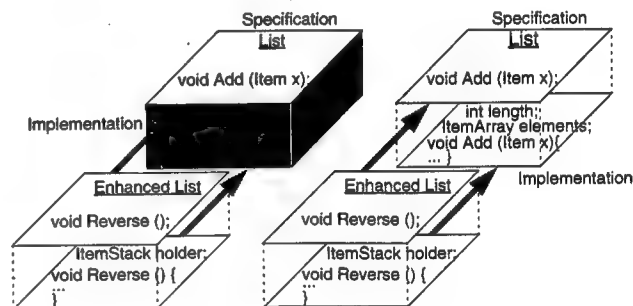 Specification
List
void Add (Item x);
Implementation
Enhanced List
void Reverse ();
ItemStack holder;
void Reverse () {
...
}
Specification
List
void Add (Item x);
int length;
ItemArray elements;
void Add (Item x){
... }
Implementation
Enhanced List
void Reverse ();
ItemStack holder;
void Reverse () {
...
}